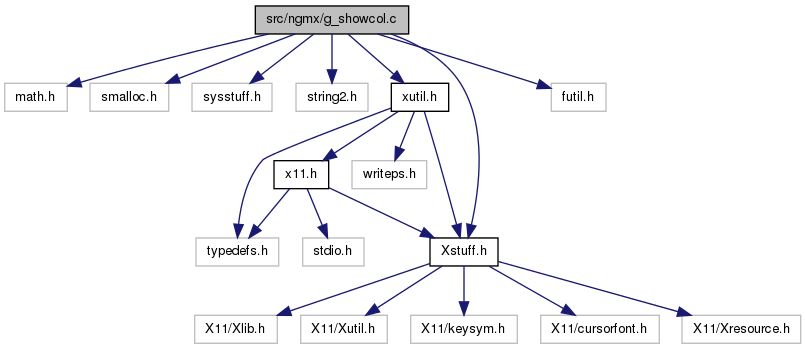 src/ngmx/g_showcol.c
math.h
smalloc.h
sysstuff.h
string2.h
xutil.h
futil.h
x11.h
writeps.h
typedefs.h
stdio.h
Xstuff.h
X11/Xlib.h
X11/Xutil.h
X11/keysym.h
X11/cursorfont.h
X11/Xresource.h